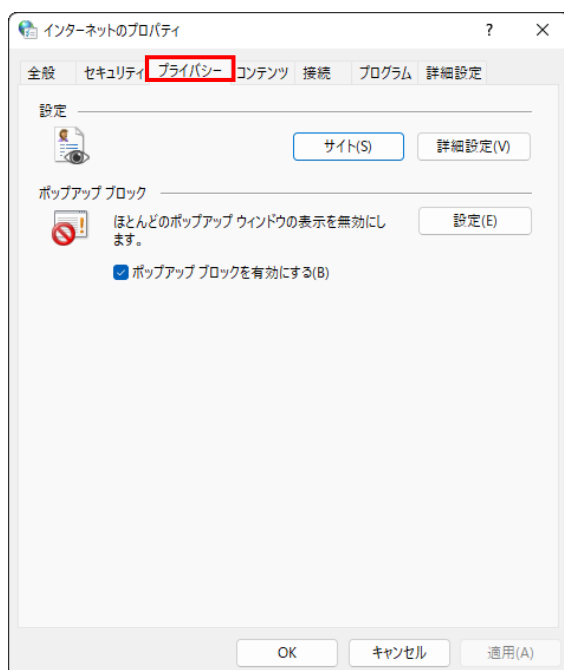 インターネットのプロパティ ? ×
全般 セキュリティ プライバシー コンテンツ 接続 プログラム 詳細設定
設定
サイト(S) 詳細設定(V)
ポップアップ ブロック
ほとんどのポップアップ ウィンドウの表示を無効にし
ます。
設定(E)
ポップアップ ブロックを有効にする(B)
OK キャンセル 適用(A)